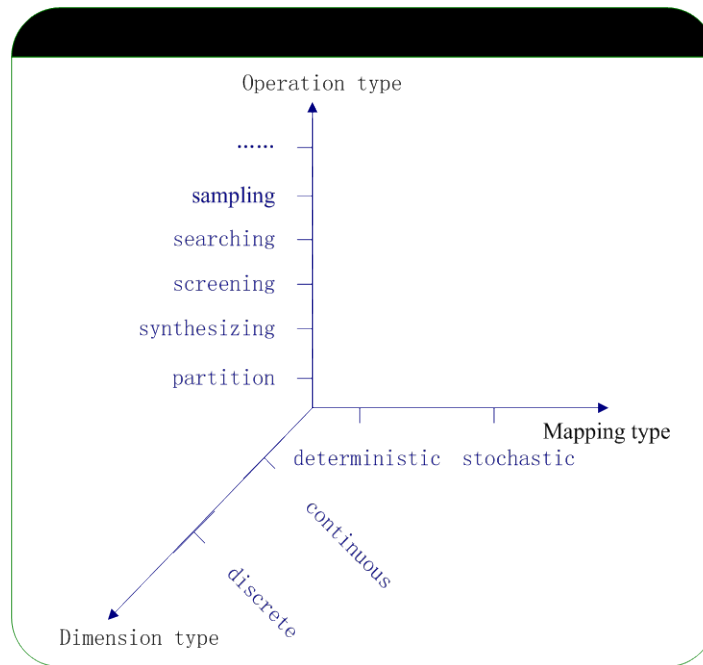 Operation type
……
sampling
searching
screening
synthesizing
partition
Mapping type
deterministic stochastic
continuous
discrete
Dimension type